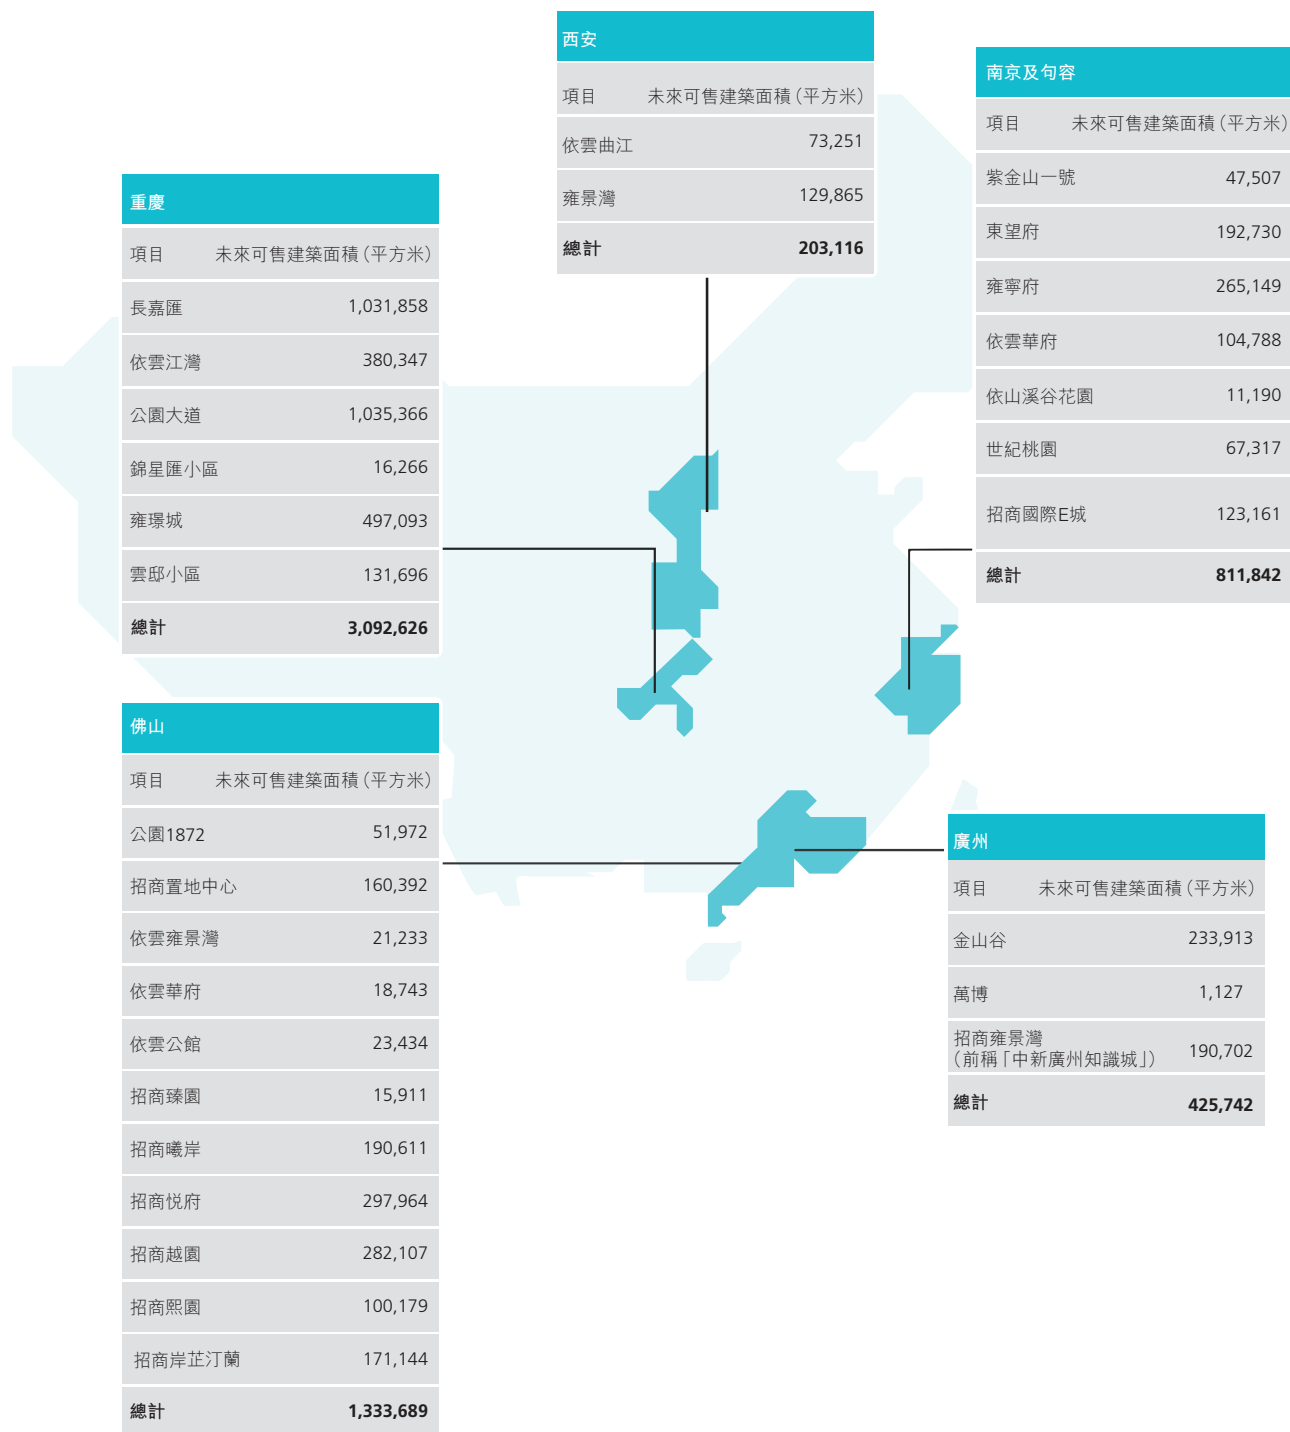 西安
項目 未來可售建築面積（平方米）
依雲曲江 73,251
雍景灣 129,865
總計 203,116
南京及句容
項目 未來可售建築面積（平方米）
紫金山一號 47,507
東望府 192,730
雍寧府 265,149
依雲華府 104,788
依山溪谷花園 11,190
世紀桃園 67,317
招商國際E城 123,161
總計 811,842
重慶
項目 未來可售建築面積（平方米）
長嘉匯 1,031,858
依雲江灣 380,347
公園大道 1,035,366
錦星匯小區 16,266
雍璟城 497,093
雲邸小區 131,696
總計 3,092,626
佛山
項目 未來可售建築面積（平方米）
公園1872 51,972
招商置地中心 160,392
依雲雍景灣 21,233
依雲華府 18,743
依雲公館 23,434
招商臻園 15,911
招商曦岸 190,611
招商悦府 297,964
招商越園 282,107
招商熙園 100,179
招商岸芷汀蘭 171,144
總計 1,333,689
廣州
項目 未來可售建築面積（平方米）
金山谷 233,913
萬博 1,127
招商雍景灣
（前稱「中新廣州知識城」） 190,702
總計 425,742